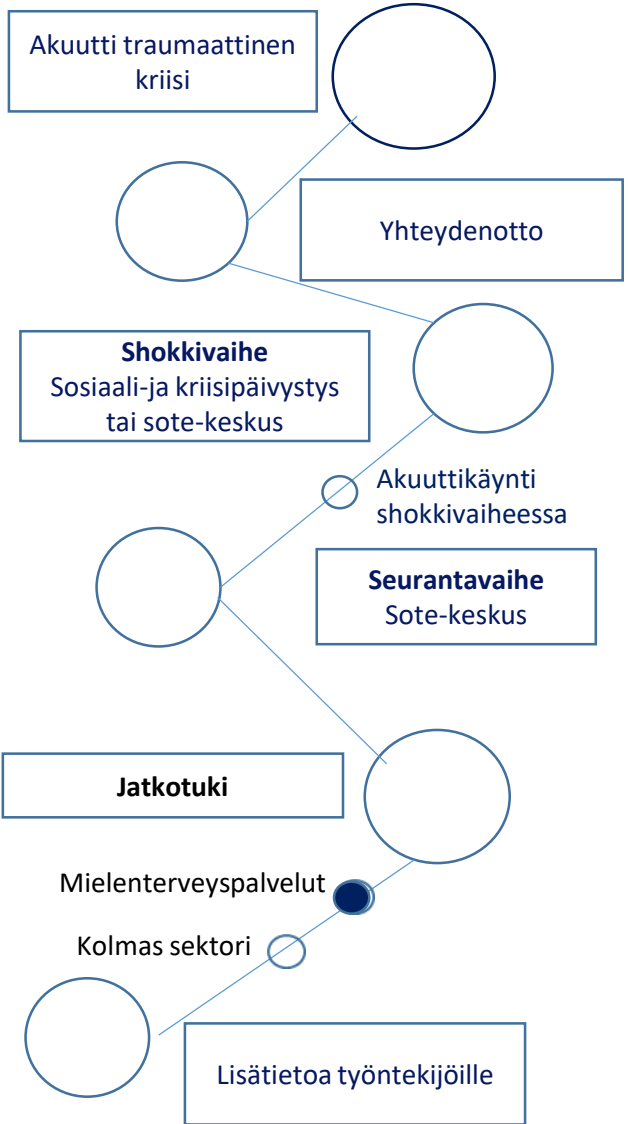 Akuutti traumaattinen
kriisi
Yhteydenotto
Shokkivaihe
Sosiaali-ja kriisipäivystys
tai sote-keskus
Akuuttikäynti
shokkivaiheessa
Seurantavaihe
Sote-keskus
Jatkotuki
Mielenterveyspalvelut
Kolmas sektori
Lisätietoa työntekijöille